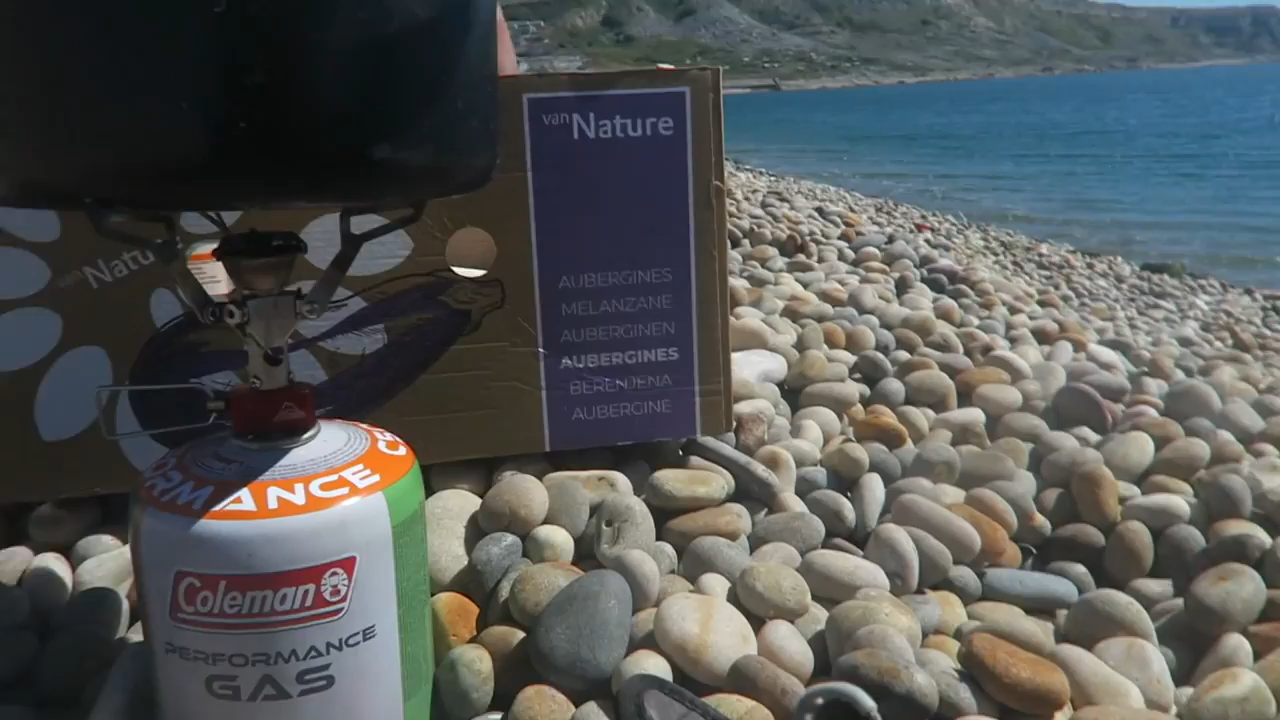 van Nature
AUBERGINES
MELANZANE
AUBERGINEN
AUBERGINES
BERENJENA
AUBERGINE
van Natu
RMANCE C
Coleman
PERFORMANCE
GAS